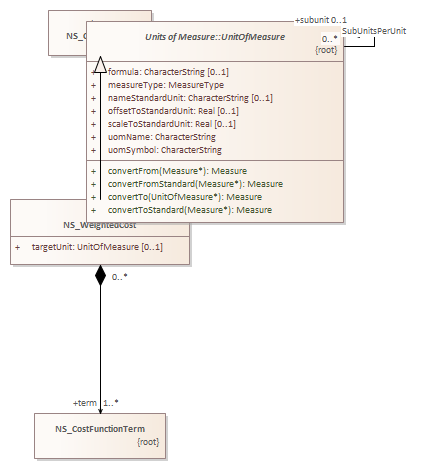 +subunit 0..1
NS_C
Units of Measure::UnitOfMeasure
0..*
SubUnitsPerUnit
{root}
+ formula: CharacterString [0..1]
+ measureType: MeasureType
+ nameStandardUnit: CharacterString [0..1]
+ offsetToStandardUnit: Real [0..1]
+ scaleToStandardUnit: Real [0..1]
+ uomName: CharacterString
+ uomSymbol: CharacterString
+ convertFrom(Measure*): Measure
+ convertFromStandard(Measure*): Measure
+ convertTo(UnitOfMeasure*): Measure
+ convertToStandard(Measure*): Measure
NS_WeightedCost
+ targetUnit: UnitOfMeasure [0..1]
0..*
+term 1..*
NS_CostFunctionTerm
{root}